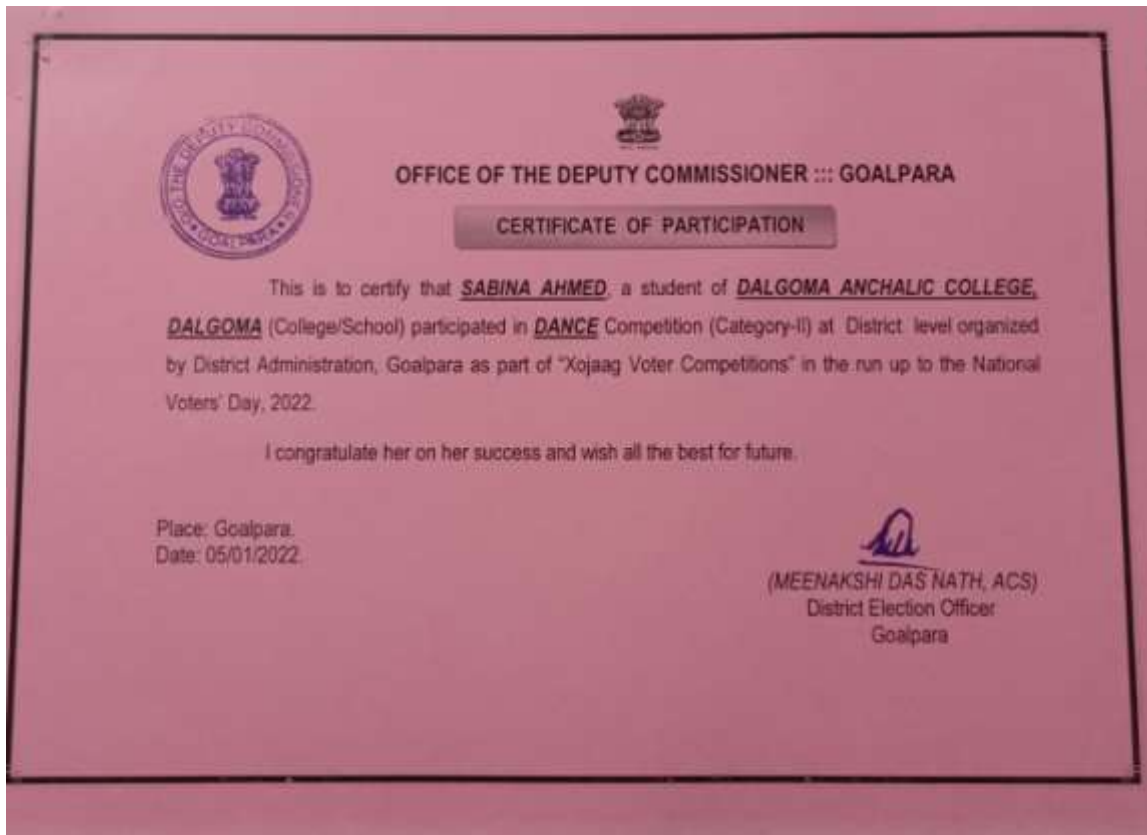 O/O THE DEPUTY COMMISSIONER
GOALPARA
OFFICE OF THE DEPUTY COMMISSIONER ::: GOALPARA
CERTIFICATE OF PARTICIPATION
This is to certify that SABINA AHMED, a student of DALGOMA ANCHALIC COLLEGE,
DALGOMA (College/School) participated in DANCE Competition (Category-II) at District level organized
by District Administration, Goalpara as part of "Xojaag Voter Competitions" in the run up to the National
Voters' Day, 2022.
I congratulate her on her success and wish all the best for future.
Place: Goalpara.
Date: 05/01/2022.
(MEENAKSHI DAS NATH, ACS)
District Election Officer
Goalpara